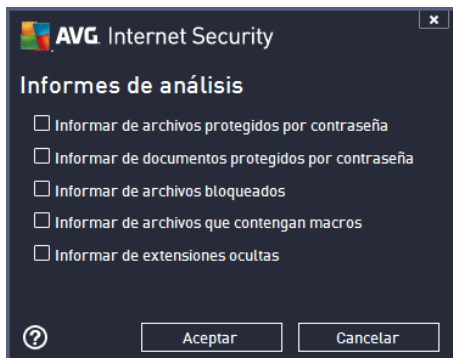 AVG. Internet Security
Informes de análisis
Informar de archivos protegidos por contraseña
Informar de documentos protegidos por contraseña
Informar de archivos bloqueados
Informar de archivos que contengan macros
Informar de extensiones ocultas
?
Aceptar
Cancelar